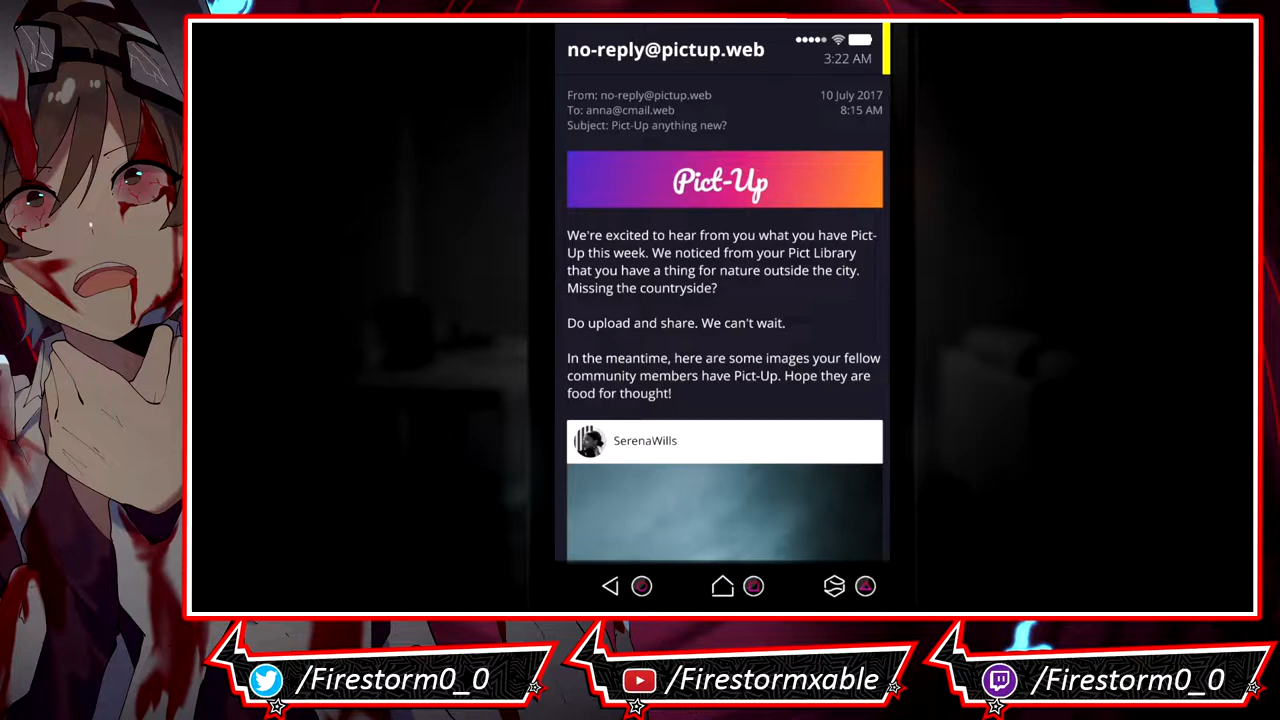 no-reply@pictup.web
3:22 AM
From: no-reply@pictup.web
10 July 2017
To: anna@cmail.web
8:15 AM
Subject: Pict-Up anything new?
Pict-Up
We're excited to hear from you what you have Pict-
Up this week. We noticed from your Pict Library
that you have a thing for nature outside the city.
Missing the countryside?
Do upload and share. We can't wait.
In the meantime, here are some images your fellow
community members have Pict-Up. Hope they are
food for thought!
SerenaWills
/Firestorm0_0
/Firestormxable
/Firestorm0_0